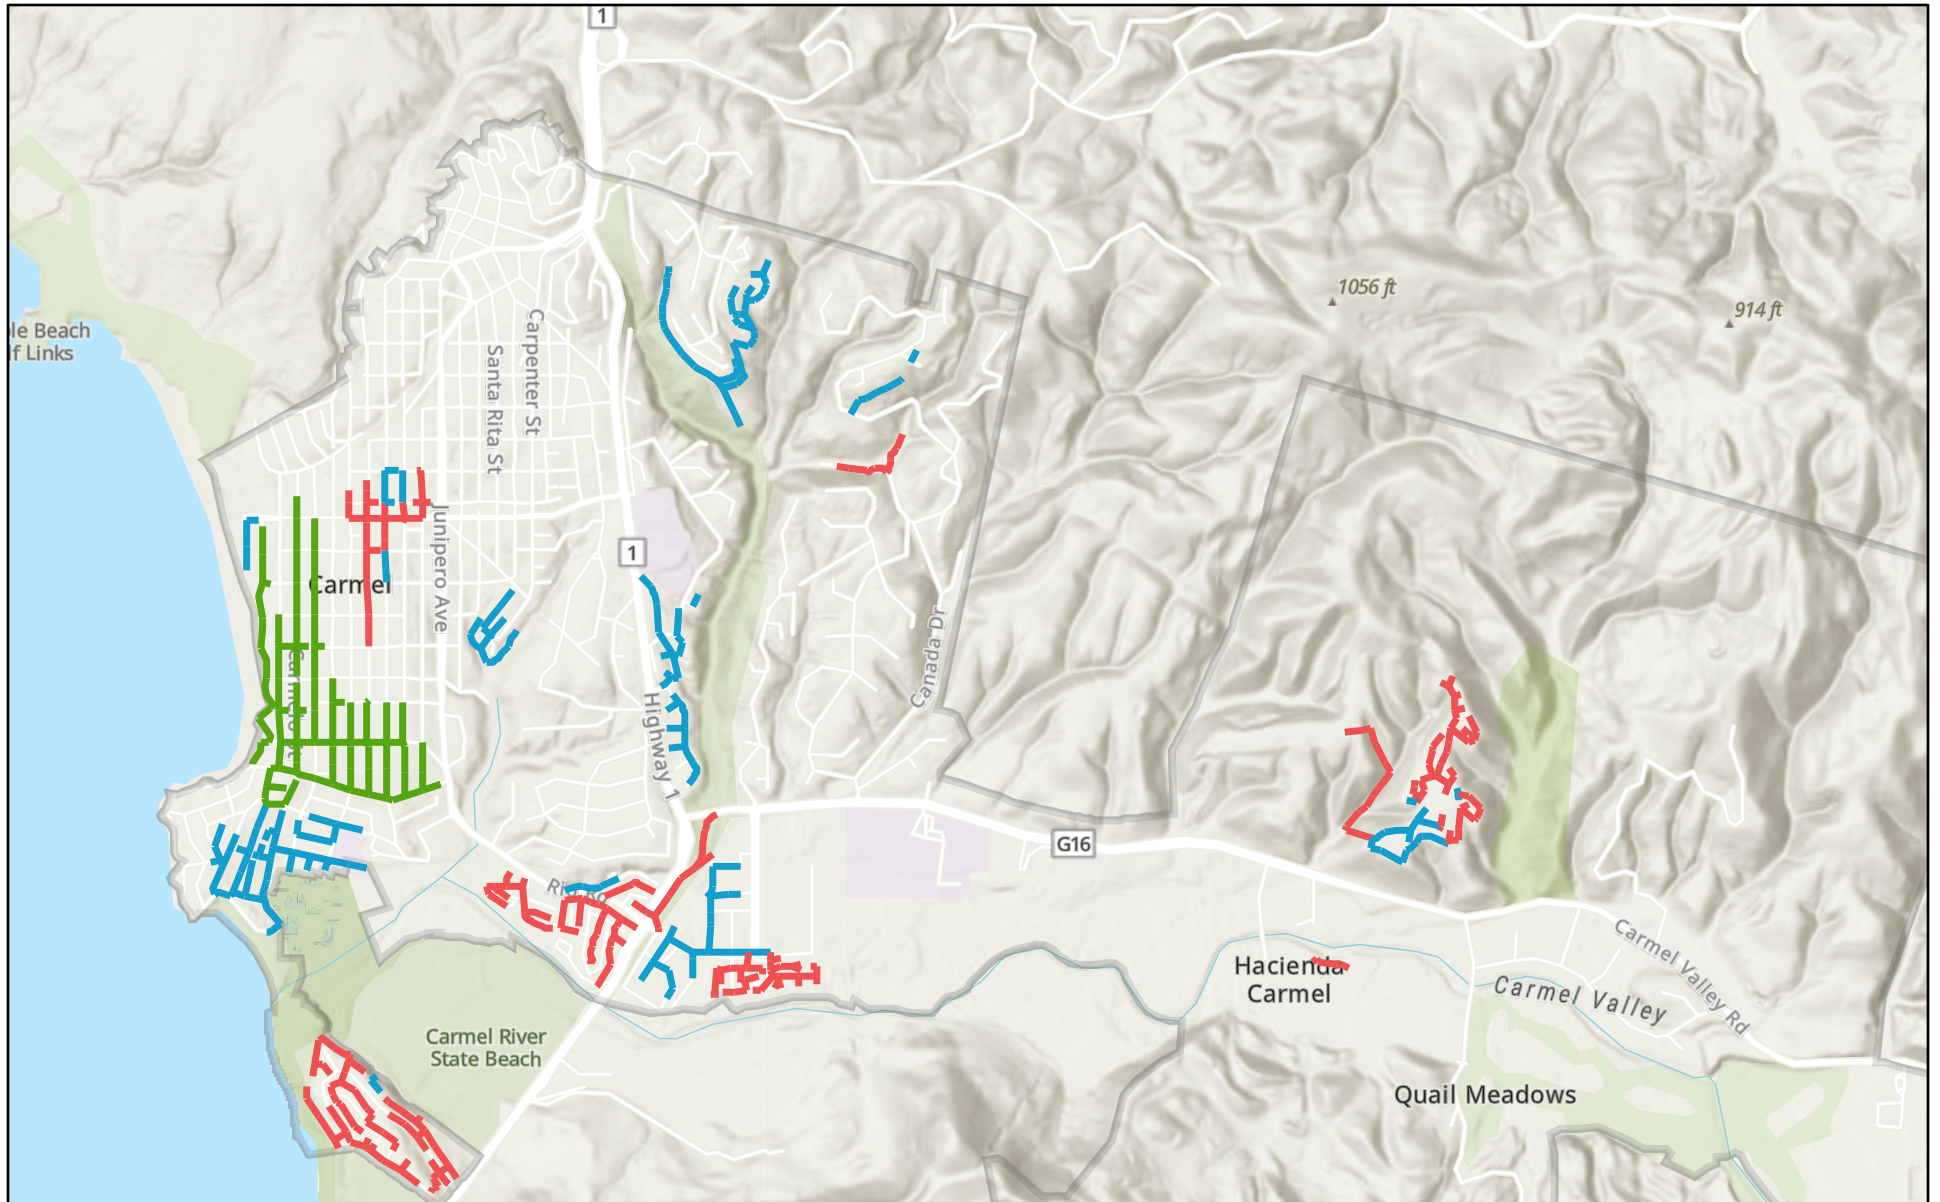 1
1056 ft
914 ft
le Beach
lf Links
Carpenter St
Santa Rita St
Junipero Ave
1
Carmel
Canada Dr
Highway 1
G16
Carmel Valley Rd
Hacienda
Carmel
Carmel Valley
Carmel River
State Beach
Quail Meadows